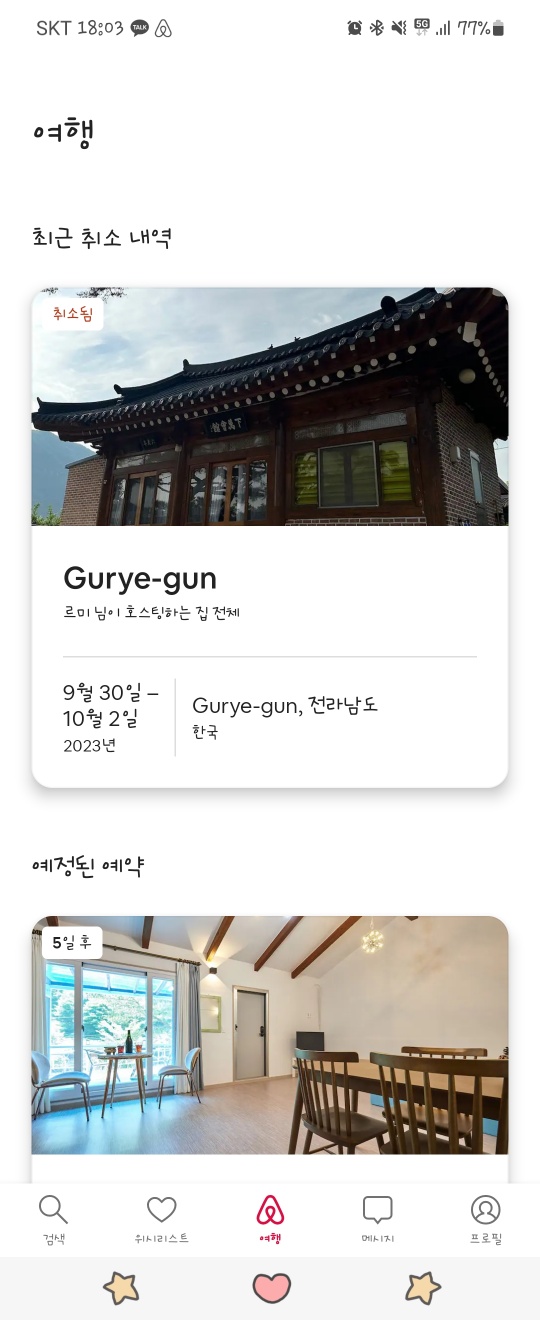 SKT 18:03 TALK 5G 77%
여행
최근 취소 내역
취소됨
Gurye-gun
르미 님이 호스팅하는 집 전체
9월 30일 –
10월 2일
2023년
Gurye-gun, 전라남도
한국
예정된 예약
5일 후
검색 위시리스트 여행 메시지 프로필